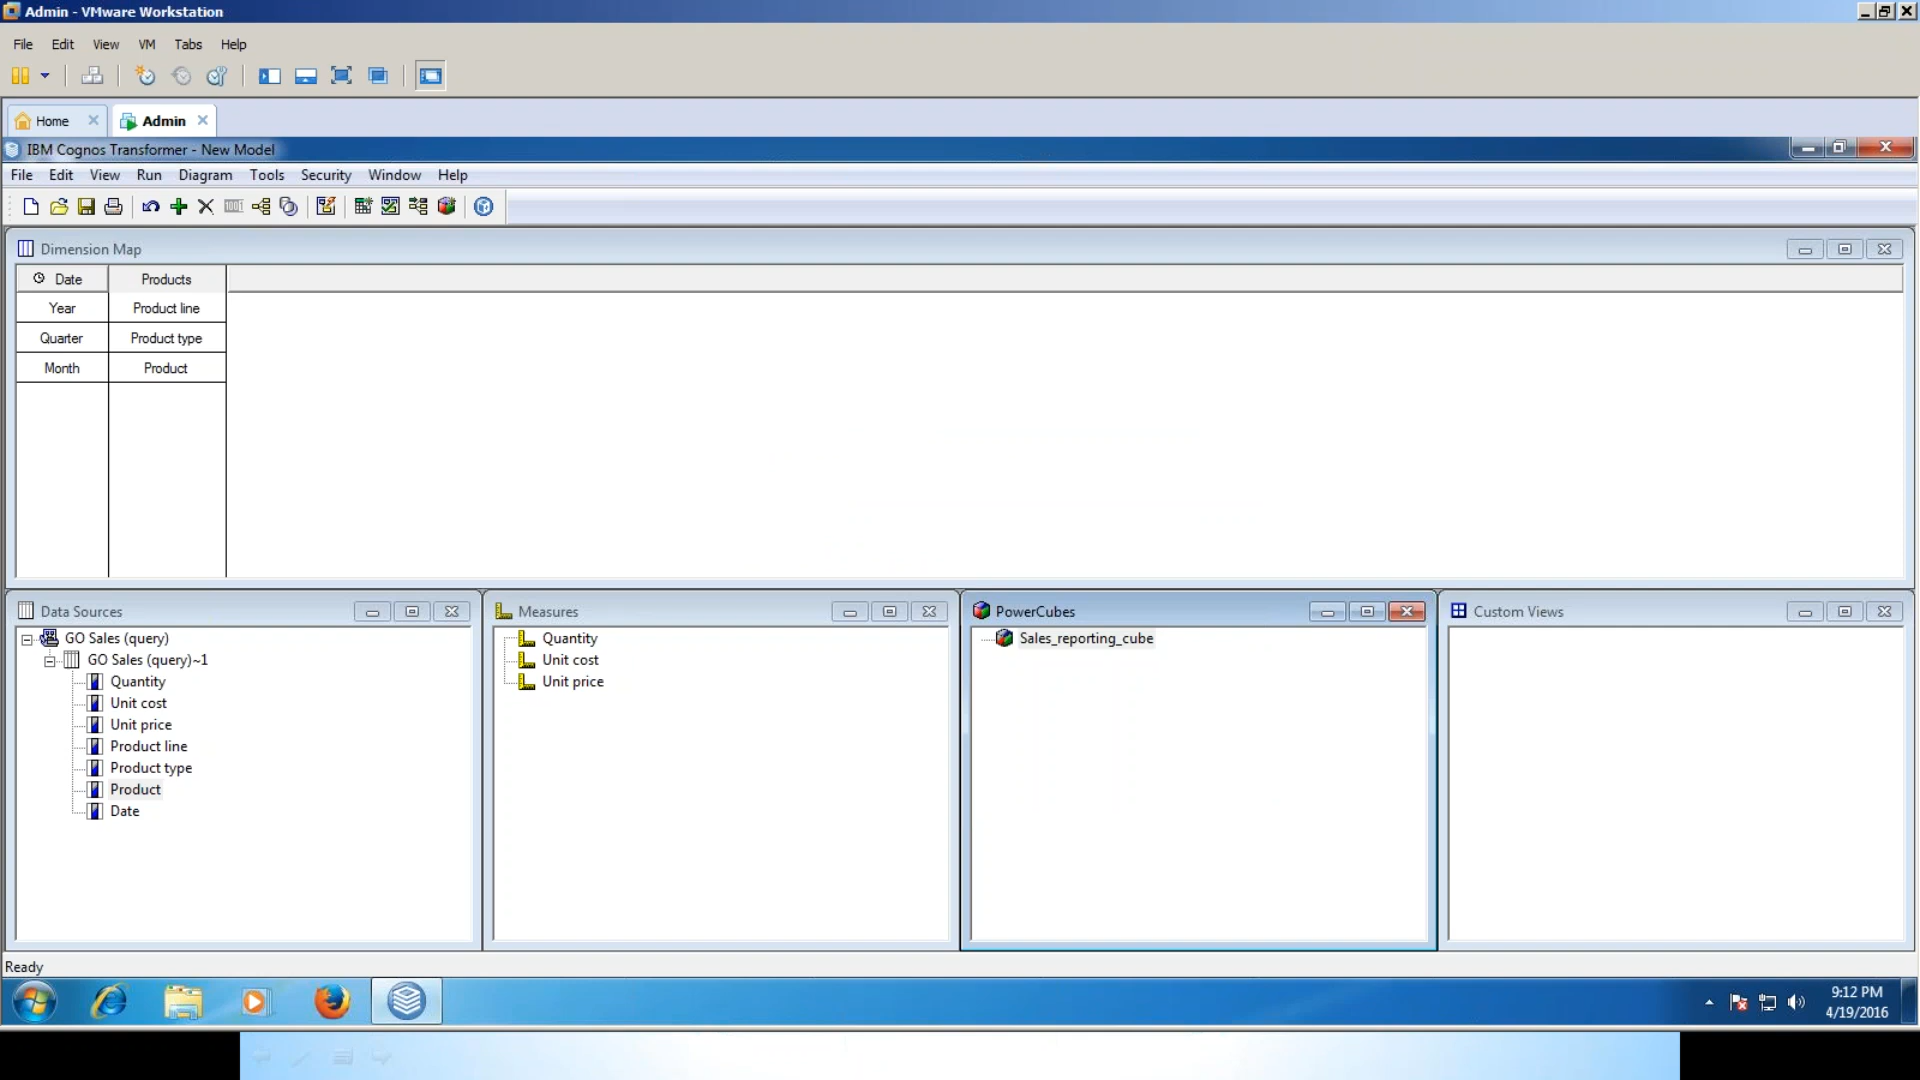 Admin - VMware Workstation
File Edit View VM Tabs Help
Home
Admin
IBM Cognos Transformer - New Model
File Edit View Run Diagram Tools Security Window Help
Dimension Map
Date Products
Year Product line
Quarter Product type
Month Product
Data Sources
GO Sales (query)
GO Sales (query)~1
Quantity
Unit cost
Unit price
Product line
Product type
Product
Date
Measures
Quantity
Unit cost
Unit price
PowerCubes
Sales_reporting_cube
Custom Views
Ready
9:12 PM
4/19/2016